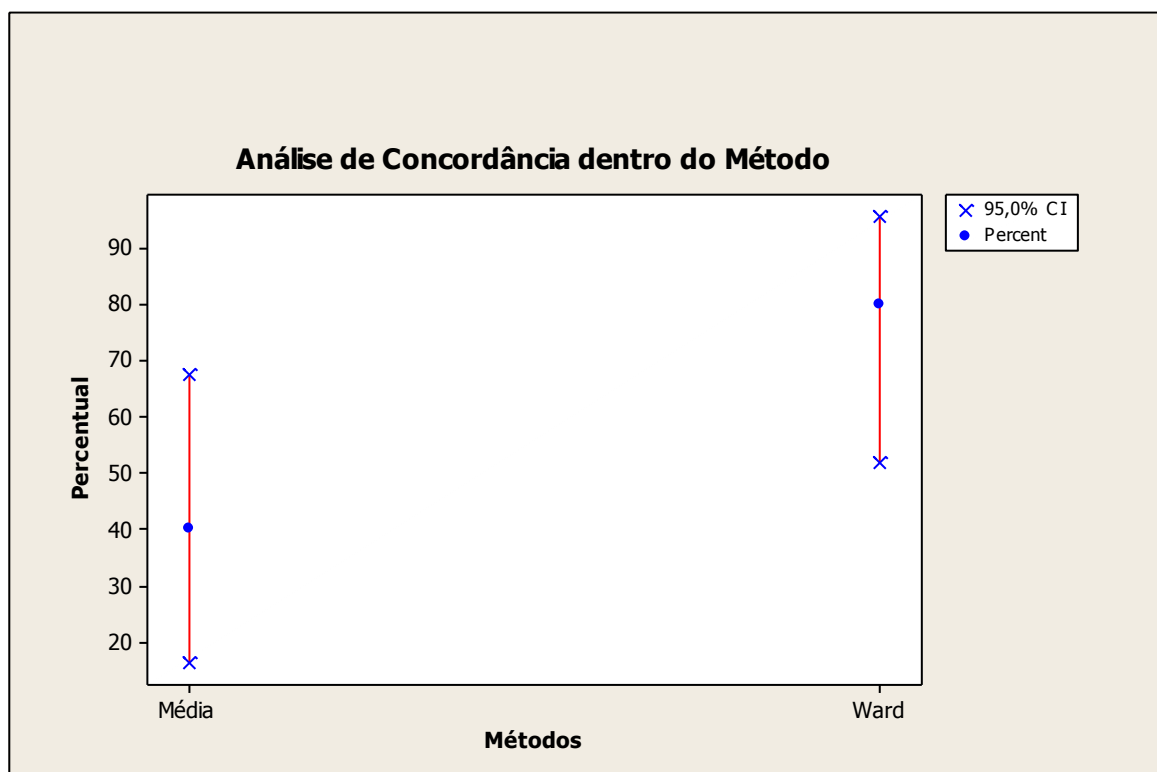 Análise de Concordância dentro do Método
95,0% CI
Percent
Percentual
90
80
70
60
50
40
30
20
Média
Ward
Métodos